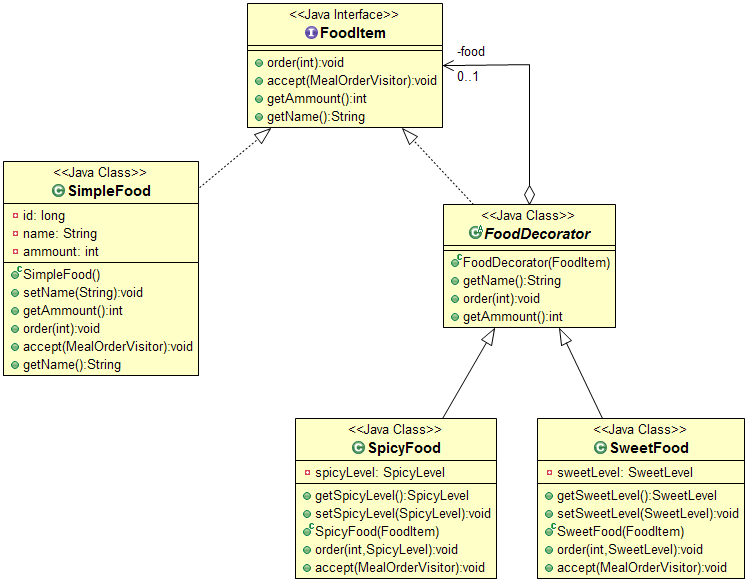 <<Java Interface>>
FoodItem
order(int):void
accept(MealOrderVisitor):void
getAmmount():int
getName():String
-food
0..1
<<Java Class>>
SimpleFood
id: long
name: String
ammount: int
SimpleFood()
setName(String):void
getAmmount():int
order(int):void
accept(MealOrderVisitor):void
getName():String
<<Java Class>>
FoodDecorator
FoodDecorator(FoodItem)
getName():String
order(int):void
getAmmount():int
<<Java Class>>
SpicyFood
spicyLevel: SpicyLevel
getSpicyLevel():SpicyLevel
setSpicyLevel(SpicyLevel):void
SpicyFood(FoodItem)
order(int,SpicyLevel):void
accept(MealOrderVisitor):void
<<Java Class>>
SweetFood
sweetLevel: SweetLevel
getSweetLevel():SweetLevel
setSweetLevel(SweetLevel):void
SweetFood(FoodItem)
order(int,SweetLevel):void
accept(MealOrderVisitor):void